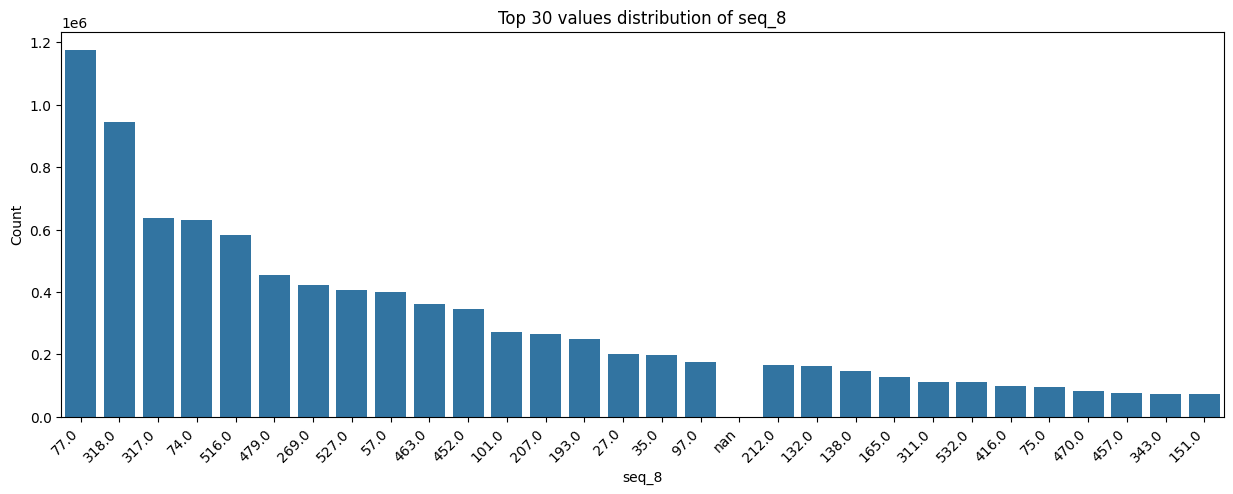 Top 30 values distribution of seq_8
1e6
1.2
1.0
0.8
0.6
0.4
0.2
0.0
Count
77.0 318.0 317.0 74.0 516.0 479.0 269.0 527.0 57.0 463.0 452.0 101.0 207.0 193.0 27.0 35.0 97.0 nan 212.0 132.0 138.0 165.0 311.0 532.0 416.0 75.0 470.0 457.0 343.0 151.0
seq_8